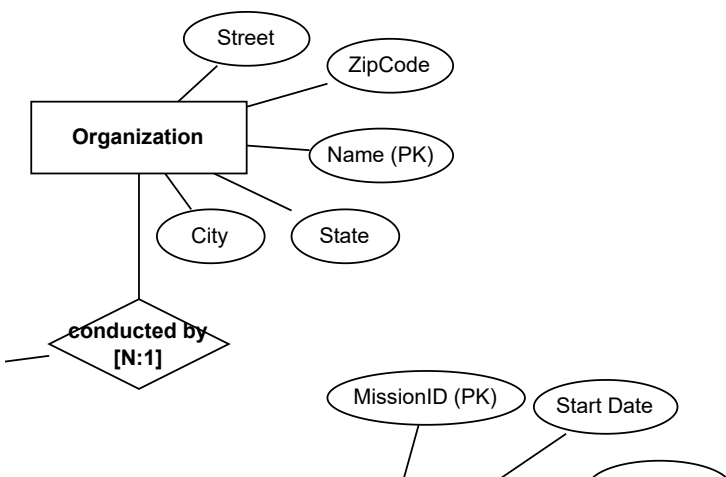 Street
ZipCode
Organization
Name (PK)
City
State
conducted by
[N:1]
MissionID (PK)
Start Date